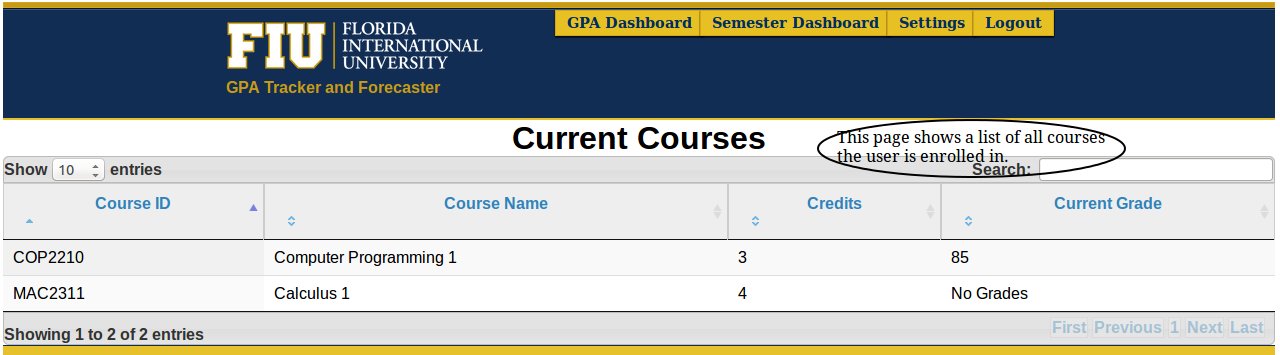 GPA Dashboard Semester Dashboard Settings Logout
FIU FLORIDA
INTERNATIONAL
UNIVERSITY
GPA Tracker and Forecaster
Current Courses
This page shows a list of all courses
the user is enrolled in.
Show 10 entries Search:
Course ID Course Name Credits Current Grade
COP2210 Computer Programming 1 3 85
MAC2311 Calculus 1 4 No Grades
Showing 1 to 2 of 2 entries First Previous 1 Next Last